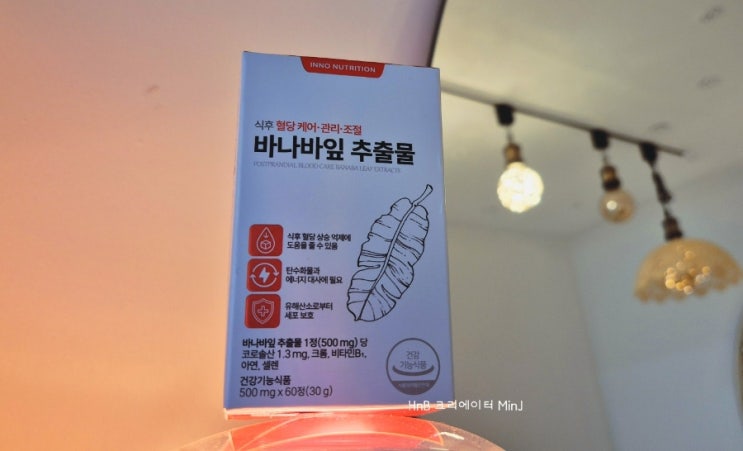 INNO NUTRITION
식후 혈당 케어·관리·조절
바나바잎 추출물
POSTPRANDIAL BLOOD CARE BANABA LEAF EXTRACTS
식후 혈당 상승 억제에
도움을 줄 수 있음
탄수화물과
에너지 대사에 필요
유해산소로부터
세포 보호
바나바잎 추출물 1정(500 mg) 당
코로솔산 1.3 mg, 크롬, 비타민B₁,
아연, 셀렌
건강기능식품
500 mg x 60정(30 g)
건강
기능식품
HnB 크리에이터 MinJ